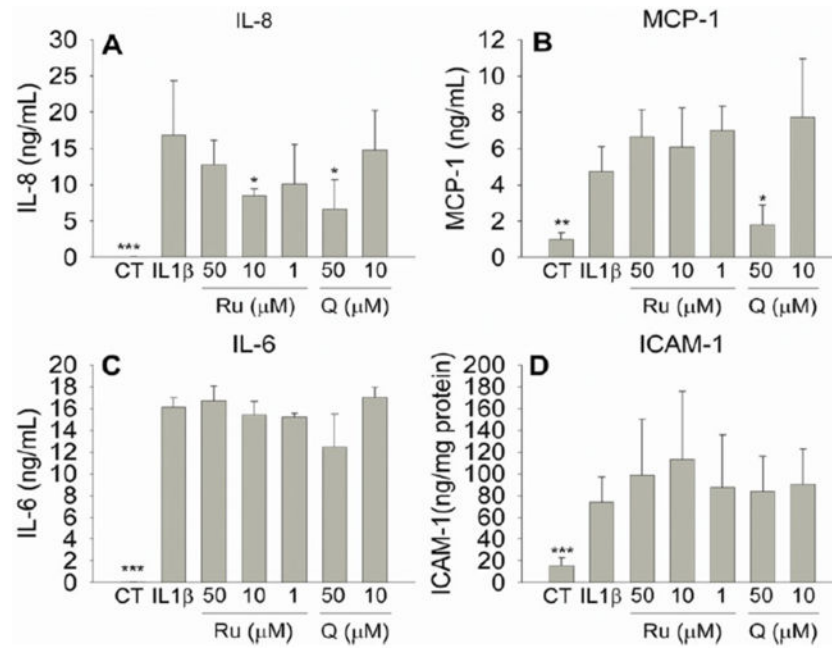 A
IL-8
IL-8 (ng/mL)
30
25
20
15
10
5
0
***
*
*
CT IL1β 50 10 1 50 10
Ru (µM) Q (µM)
B
MCP-1
MCP-1 (ng/mL)
12
10
8
6
4
2
0
**
*
CT IL1β 50 10 1 50 10
Ru (µM) Q (µM)
C
IL-6
IL-6 (ng/mL)
20
18
16
14
12
10
8
6
4
2
0
***
CT IL1β 50 10 1 50 10
Ru (µM) Q (µM)
D
ICAM-1
ICAM-1(ng/mg protein)
200
180
160
140
120
100
80
60
40
20
0
***
CT IL1β 50 10 1 50 10
Ru (µM) Q (µM)